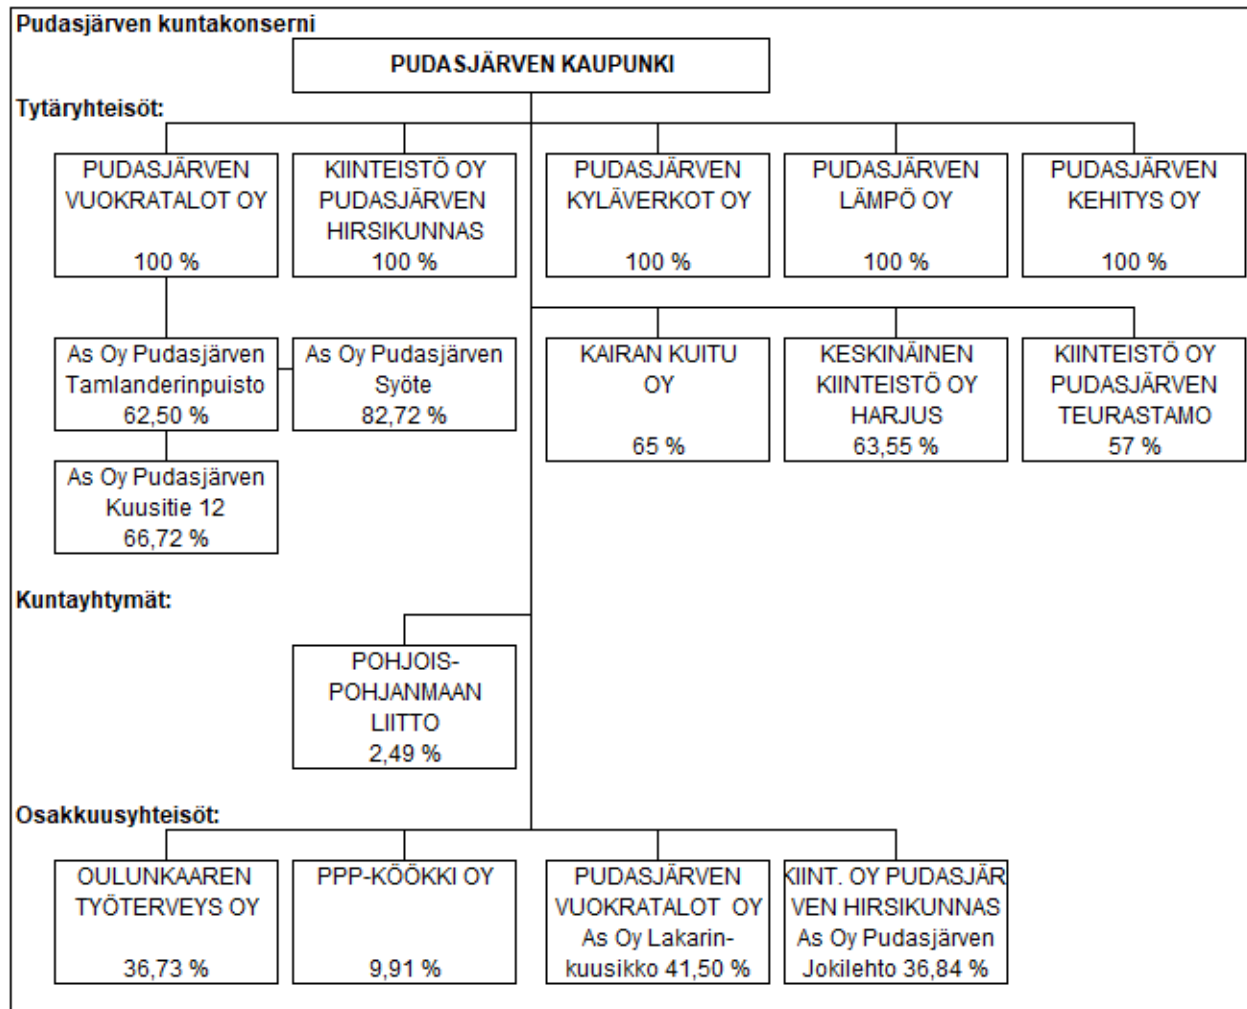 Pudasjärven kuntakonserni
PUDASJÄRVEN KAUPUNKI
Tytäryhteisöt:
PUDASJÄRVEN
VUOKRATALOT OY
100 %
KIINTEISTÖ OY
PUDASJÄRVEN
HIRSIKUNNAS
100 %
PUDASJÄRVEN
KYLÄVERKOT OY
100 %
PUDASJÄRVEN
LÄMPÖ OY
100 %
PUDASJÄRVEN
KEHITYS OY
100 %
As Oy Pudasjärven
Tamlanderinpuisto
62,50 %
As Oy Pudasjärven
Syöte
82,72 %
KAIRAN KUITU
OY
65 %
KESKINÄINEN
KIINTEISTÖ OY
HARJUS
63,55 %
KIINTEISTÖ OY
PUDASJÄRVEN
TEURASTAMO
57 %
As Oy Pudasjärven
Kuusitie 12
66,72 %
Kuntayhtymät:
POHJOIS-
POHJANMAAN
LIITTO
2,49 %
Osakkuusyhteisöt:
OULUNKAAREN
TYÖTERVEYS OY
36,73 %
PPP-KÖÖKKI OY
9,91 %
PUDASJÄRVEN
VUOKRATALOT OY
As Oy Lakarin-
kuusikko 41,50 %
KIINT. OY PUDASJÄR
VEN HIRSIKUNNAS
As Oy Pudasjärven
Jokilehto 36,84 %